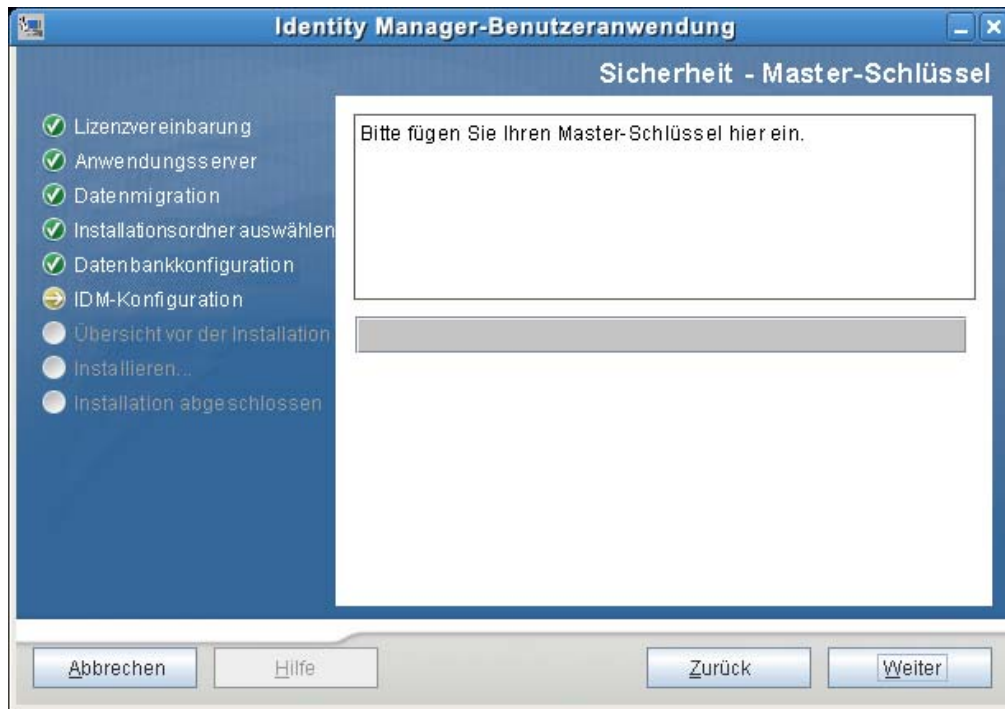 Identity Manager-Benutzeranwendung
Sicherheit - Master-Schlüssel
Lizenzvereinbarung
Anwendungsserver
Datenmigration
Installationsordner auswählen
Datenbankkonfiguration
IDM-Konfiguration
Übersicht vor der Installation
Installieren...
Installation abgeschlossen
Bitte fügen Sie Ihren Master-Schlüssel hier ein.
Abbrechen
Hilfe
Zurück
Weiter